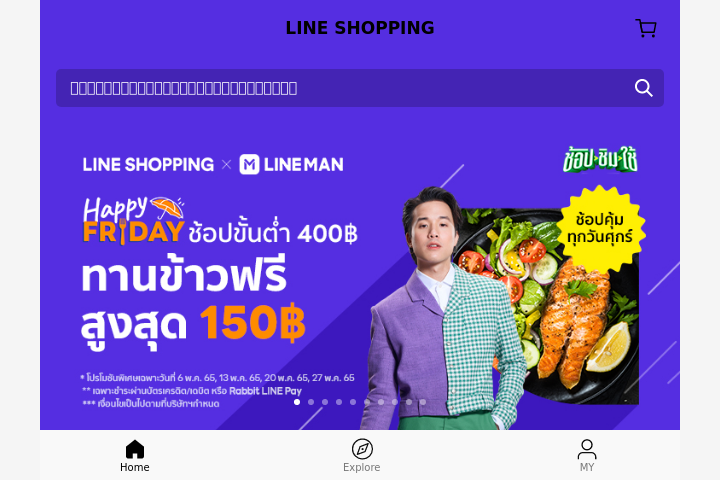 LINE SHOPPING
LINE SHOPPING × LINE MAN
ช้อป·ชิม·ใช้
Happy
FRIDAY ช้อปขั้นต่ำ 400฿
ช้อปคุ้ม
ทุกวันศุกร์
ทานข้าวฟรี
สูงสุด 150฿
* โปรโมชันพิเศษเฉพาะวันที่ 6 พ.ค. 65, 13 พ.ค. 65, 20 พ.ค. 65, 27 พ.ค. 65
** เฉพาะชำระผ่านบัตรเครดิต/เดบิต หรือ Rabbit LINE Pay
*** เงื่อนไขเป็นไปตามที่บริษัทฯกำหนด
Home
Explore
MY